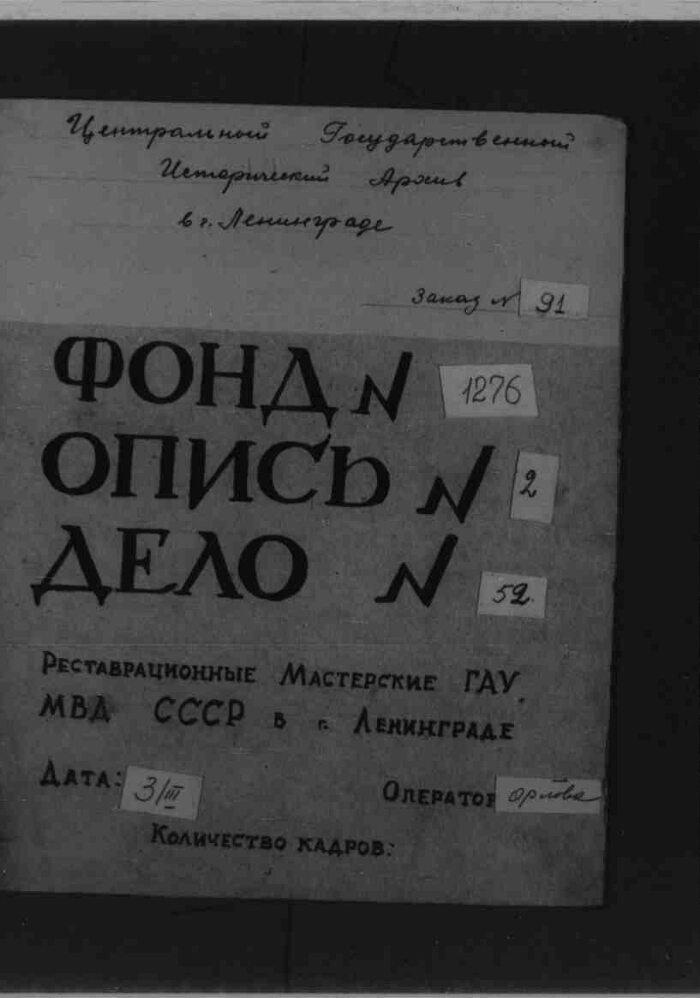 Центральный Государственный
Исторический Архив
в г. Ленинграде
Заказ № 91
ФОНД № 1276
ОПИСЬ № 2
ДЕЛО № 52.
Реставрационные Мастерские ГАУ
МВД СССР в г. Ленинграде
Дата: 3/III Оператор Орлова
Количество кадров: